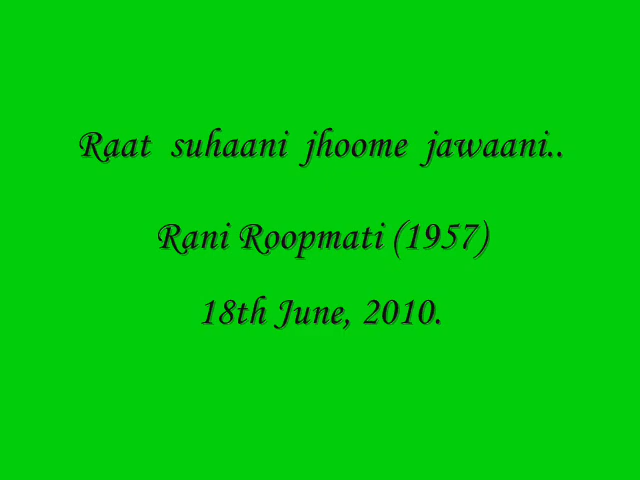 Raat suhaani jhoome jawaani..
Rani Roopmati (1957)
18th June, 2010.